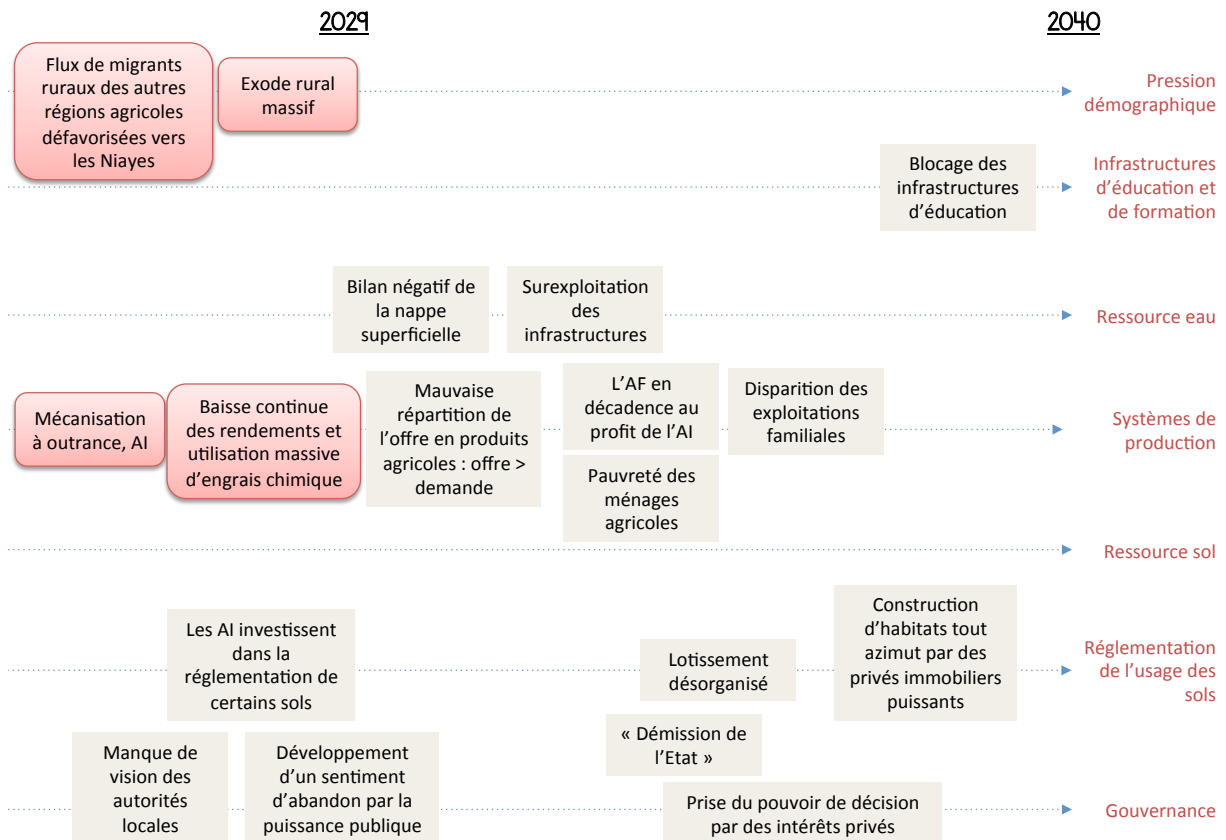 2029
2040
Flux de migrants
ruraux des autres
régions agricoles
défavorisées vers
les Niayes
Exode rural
massif
Pression
démographique
Blocage des
infrastructures
d’éducation
Infrastructures
d’éducation et
de formation
Bilan négatif de
la nappe
superficielle
Surexploitation
des
infrastructures
Ressource eau
Mécanisation
à outrance, AI
Baisse continue
des rendements et
utilisation massive
d’engrais chimique
Mauvaise
répartition de
l’offre en produits
agricoles : offre >
demande
L’AF en
décadence au
profit de l’AI
Pauvreté des
ménages
agricoles
Disparition des
exploitations
familiales
Systèmes de
production
Ressource sol
Les AI investissent
dans la
réglementation de
certains sols
Lotissement
désorganisé
Construction
d’habitats tout
azimut par des
privés immobiliers
puissants
Réglementation
de l’usage des
sols
Manque de
vision des
autorités
locales
Développement
d’un sentiment
d’abandon par la
puissance publique
« Démission de
l’Etat »
Prise du pouvoir de décision
par des intérêts privés
Gouvernance